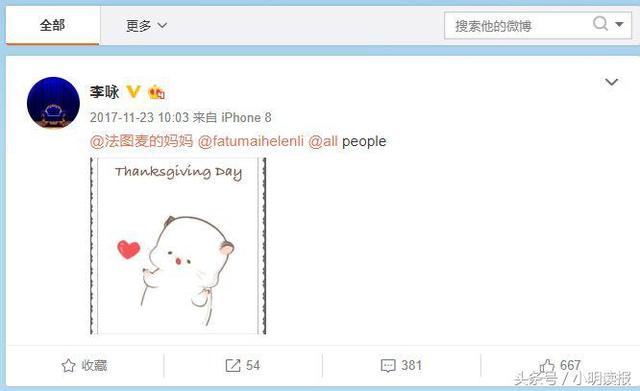 全部
更多
搜索他的微博
李咏
2017-11-23 10:03 来自 iPhone 8
@法图麦的妈妈 @fatumaihelenli @all people
Thanksgiving Day
收藏
54
381
667
头条号 / 小明读报